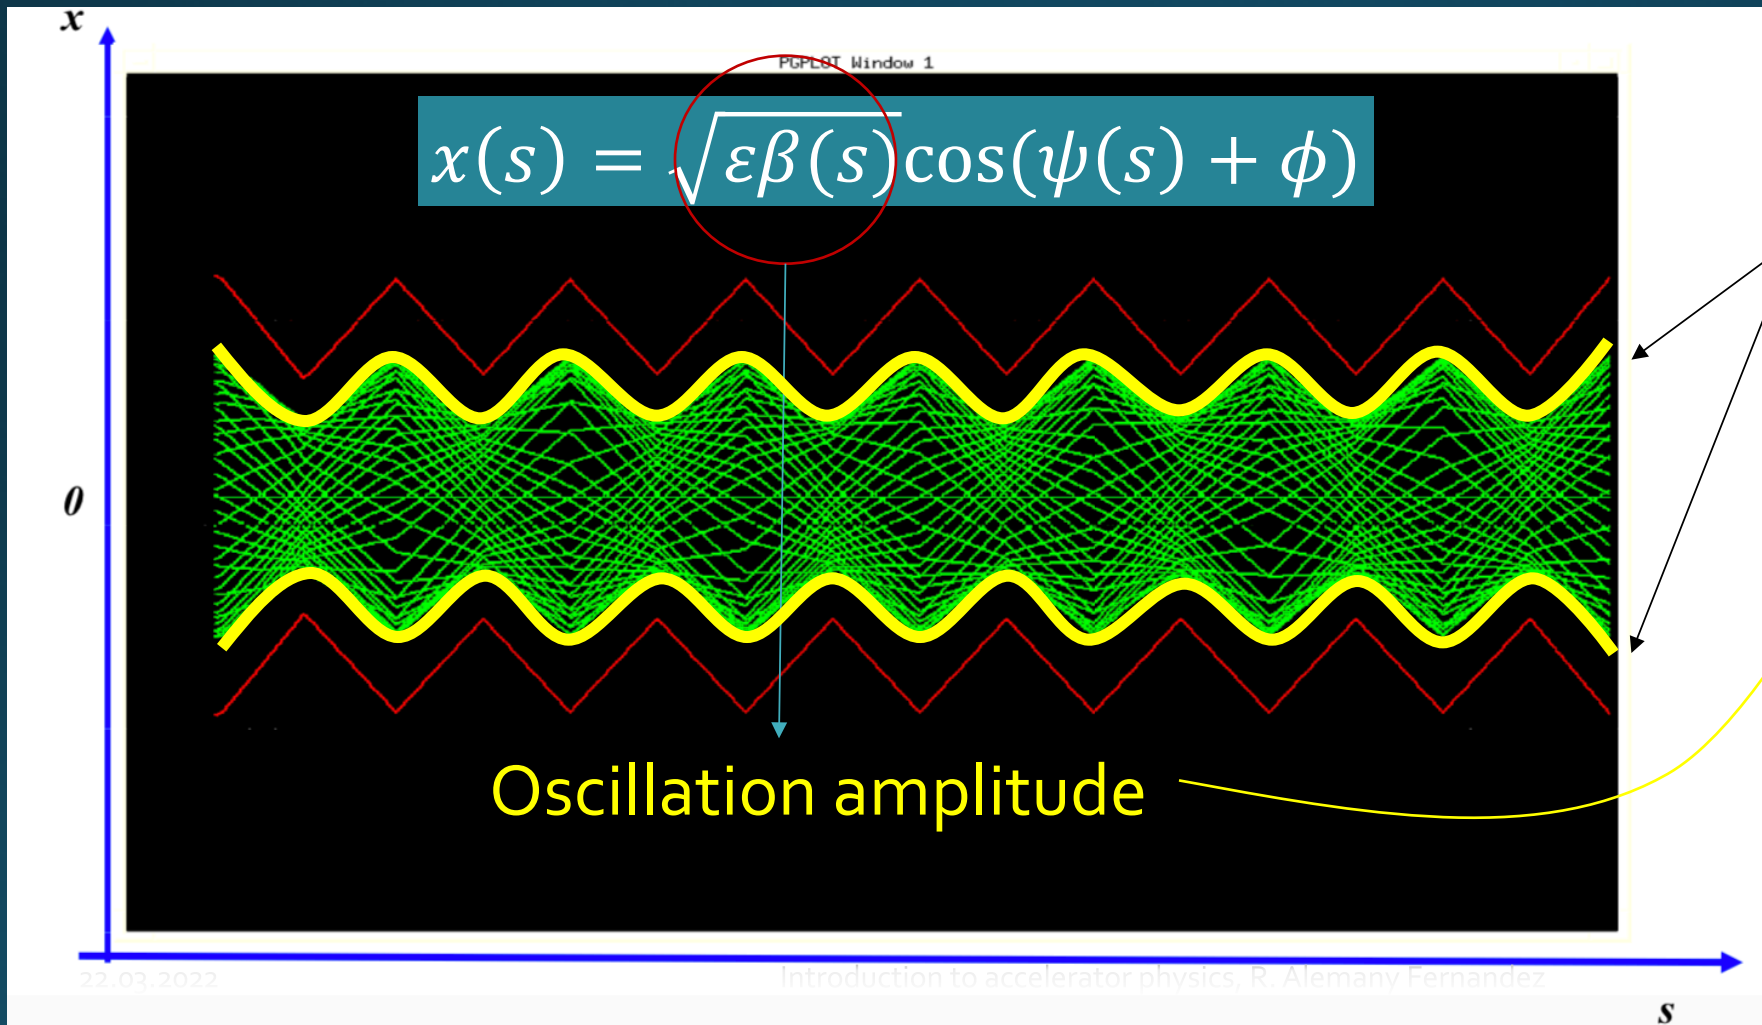 x
PGPLOT Window 1
x(s) = √εβ(s)cos(ψ(s) + ϕ)
0
Oscillation amplitude
22.03.2022
Introduction to accelerator physics, R. Alemany Fernandez
s